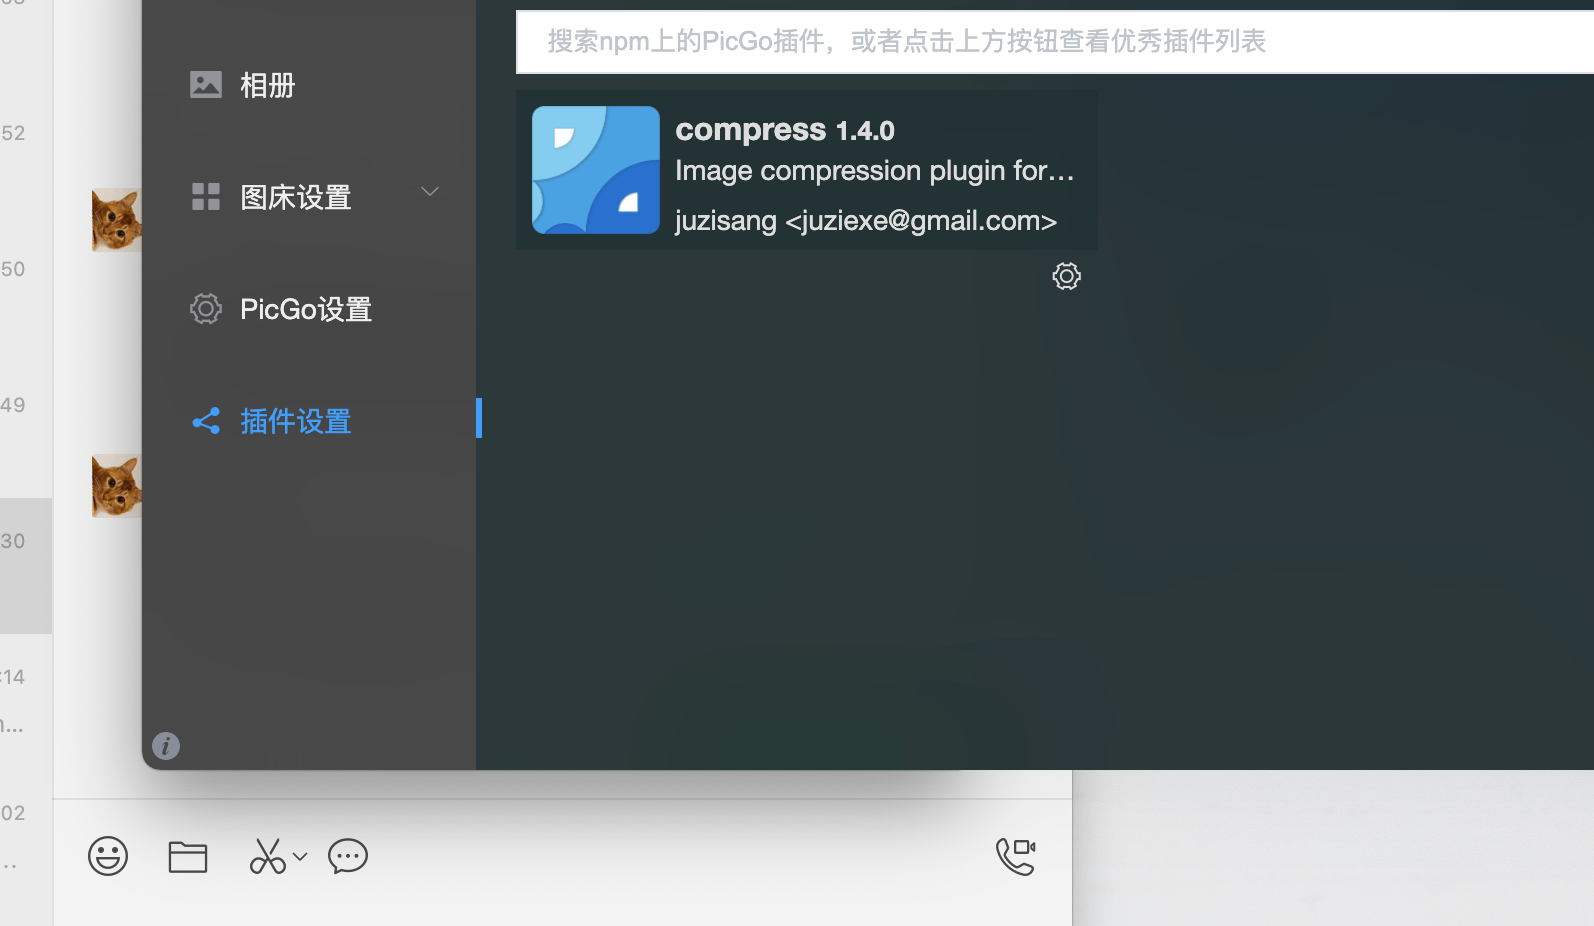 搜索npm上的PicGo插件，或者点击上方按钮查看优秀插件列表
相册
图床设置
PicGo设置
插件设置
compress 1.4.0
Image compression plugin for...
juzisang <juziexe@gmail.com>
52
50
49
30
:14
...
02
..